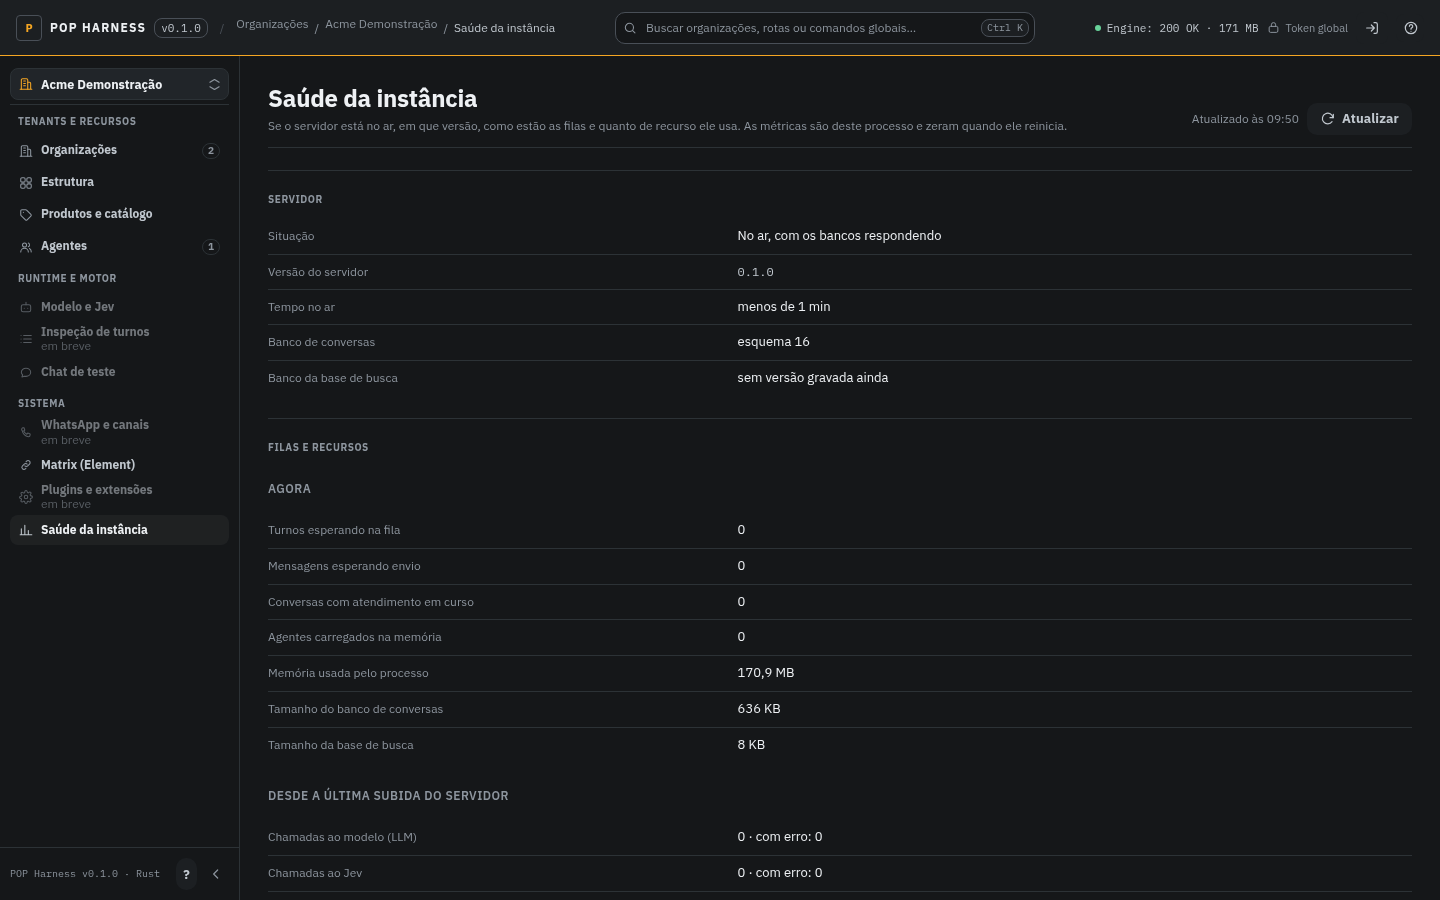 P POP HARNESS v0.1.0 / Organizações / Acme Demonstração / Saúde da instância
Buscar organizações, rotas ou comandos globais... Ctrl K
Engine: 200 OK · 171 MB Token global
Acme Demonstração
TENANTS E RECURSOS
Organizações 2
Estrutura
Produtos e catálogo
Agentes 1
RUNTIME E MOTOR
Modelo e Jev
Inspeção de turnos
em breve
Chat de teste
SISTEMA
WhatsApp e canais
em breve
Matrix (Element)
Plugins e extensões
em breve
Saúde da instância
POP Harness v0.1.0 · Rust ?
Saúde da instância
Se o servidor está no ar, em que versão, como estão as filas e quanto de recurso ele usa. As métricas são deste processo e zeram quando ele reinicia.
Atualizado às 09:50 Atualizar
SERVIDOR
Situação No ar, com os bancos respondendo
Versão do servidor 0.1.0
Tempo no ar menos de 1 min
Banco de conversas esquema 16
Banco da base de busca sem versão gravada ainda
FILAS E RECURSOS
AGORA
Turnos esperando na fila 0
Mensagens esperando envio 0
Conversas com atendimento em curso 0
Agentes carregados na memória 0
Memória usada pelo processo 170,9 MB
Tamanho do banco de conversas 636 KB
Tamanho da base de busca 8 KB
DESDE A ÚLTIMA SUBIDA DO SERVIDOR
Chamadas ao modelo (LLM) 0 · com erro: 0
Chamadas ao Jev 0 · com erro: 0